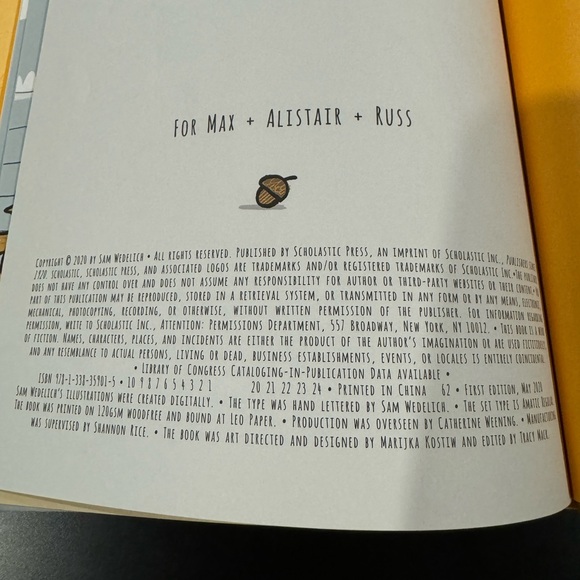 FOR MAX + ALISTAIR + RUSS
COPYRIGHT © 2020 BY SAM WEDELICH • ALL RIGHTS RESERVED. PUBLISHED BY SCHOLASTIC PRESS, AN IMPRINT OF SCHOLASTIC INC., PUBLISHERS SINCE
1920. SCHOLASTIC, SCHOLASTIC PRESS, AND ASSOCIATED LOGOS ARE TRADEMARKS AND/OR REGISTERED TRADEMARKS OF SCHOLASTIC INC. • THE PUBLISHER
DOES NOT HAVE ANY CONTROL OVER AND DOES NOT ASSUME ANY RESPONSIBILITY FOR AUTHOR OR THIRD-PARTY WEBSITES OR THEIR CONTENT •
PART OF THIS PUBLICATION MAY BE REPRODUCED, STORED IN A RETRIEVAL SYSTEM, OR TRANSMITTED IN ANY FORM OR BY ANY MEANS, ELECTRONIC,
MECHANICAL, PHOTOCOPYING, RECORDING, OR OTHERWISE, WITHOUT WRITTEN PERMISSION OF THE PUBLISHER. FOR INFORMATION REGARDING
PERMISSION, WRITE TO SCHOLASTIC INC., ATTENTION: PERMISSIONS DEPARTMENT, 557 BROADWAY, NEW YORK, NY 10012. • THIS BOOK IS A WORK
OF FICTION. NAMES, CHARACTERS, PLACES, AND INCIDENTS ARE EITHER THE PRODUCT OF THE AUTHOR'S IMAGINATION OR ARE USED FICTITIOUSLY,
AND ANY RESEMBLANCE TO ACTUAL PERSONS, LIVING OR DEAD, BUSINESS ESTABLISHMENTS, EVENTS, OR LOCALES IS ENTIRELY COINCIDENTAL.
• LIBRARY OF CONGRESS CATALOGING-IN-PUBLICATION DATA AVAILABLE •
ISBN 978-1-338-35901-5 • 10 9 8 7 6 5 4 3 2 1 20 21 22 23 24 • PRINTED IN CHINA 62 • FIRST EDITION, MAY 2020
SAM WEDELICH'S ILLUSTRATIONS WERE CREATED DIGITALLY. • THE TYPE WAS HAND LETTERED BY SAM WEDELICH. • THE SET TYPE IS AMATIC REGULAR.
THE BOOK WAS PRINTED ON 120GSM WOODFREE AND BOUND AT LEO PAPER. • PRODUCTION WAS OVERSEEN BY CATHERINE WEENING. • MANUFACTURING
WAS SUPERVISED BY SHANNON RICE. • THE BOOK WAS ART DIRECTED AND DESIGNED BY MARIJKA KOSTIW AND EDITED BY TRACY MACK.